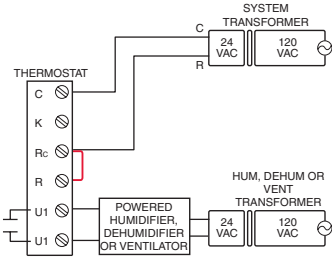 SYSTEM
TRANSFORMER
C
24
VAC
120
VAC
R
THERMOSTAT
C
K
Rc
R
U1
U1
POWERED
HUMIDIFIER,
DEHUMIDIFIER
OR VENTILATOR
HUM, DEHUM OR
VENT
TRANSFORMER
24
VAC
120
VAC